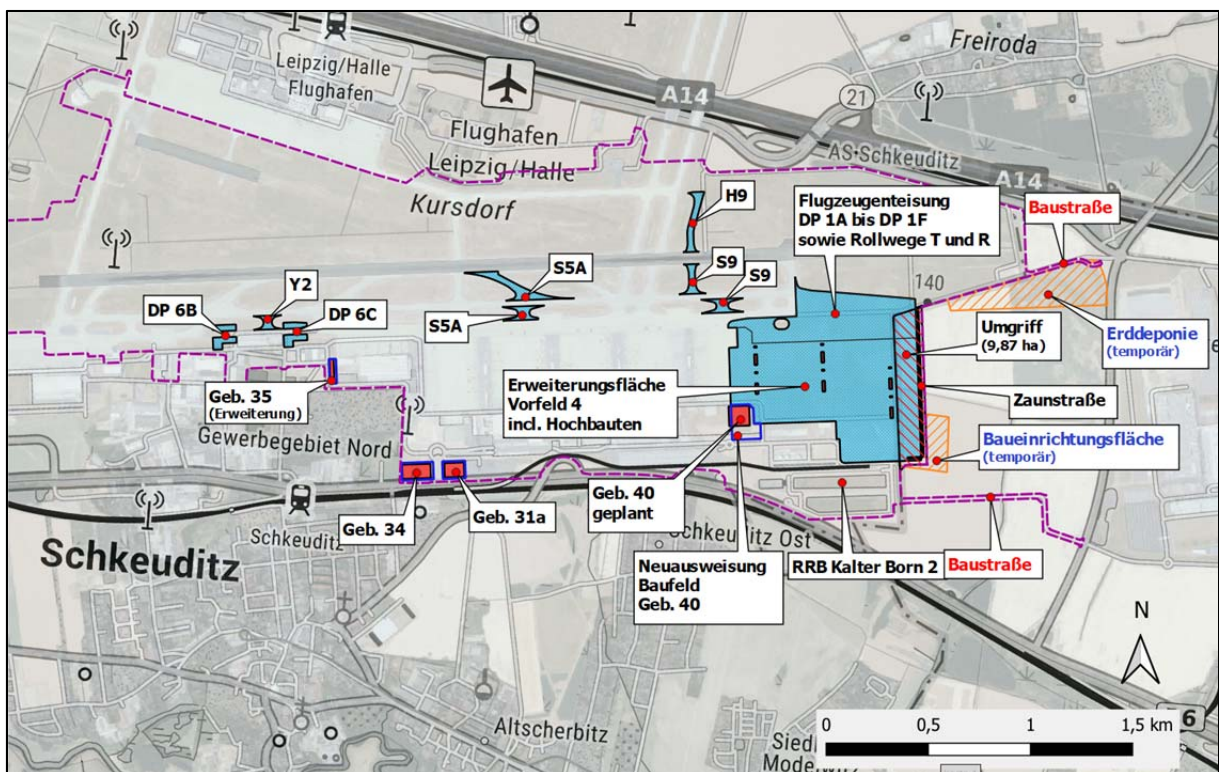 Leipzig/Halle
Flughafen
Freiroda
A14
21
Flughafen
Leipzig/Halle
AS Schkeuditz
A14
Kursdorf
H9
Flugzeugenteisung
DP 1A bis DP 1F
sowie Rollwege T und R
Baustraße
S5A
S9
S9
140
Y2
DP 6B
DP 6C
S5A
Umgriff
(9,87 ha)
Erddeponie
(temporär)
Geb. 35
(Erweiterung)
Erweiterungsfläche
Vorfeld 4
incl. Hochbauten
Zaunstraße
Gewerbegebiet Nord
Baueinrichtungsfläche
(temporär)
Geb. 34
Geb. 31a
Geb. 40
geplant
Schkeuditz
Schkeuditz
Schkeuditz Ost
Neuausweisung
Baufeld
Geb. 40
RRB Kalter Born 2
Baustraße
N
Altscherbitz
0
0,5
1
1,5 km